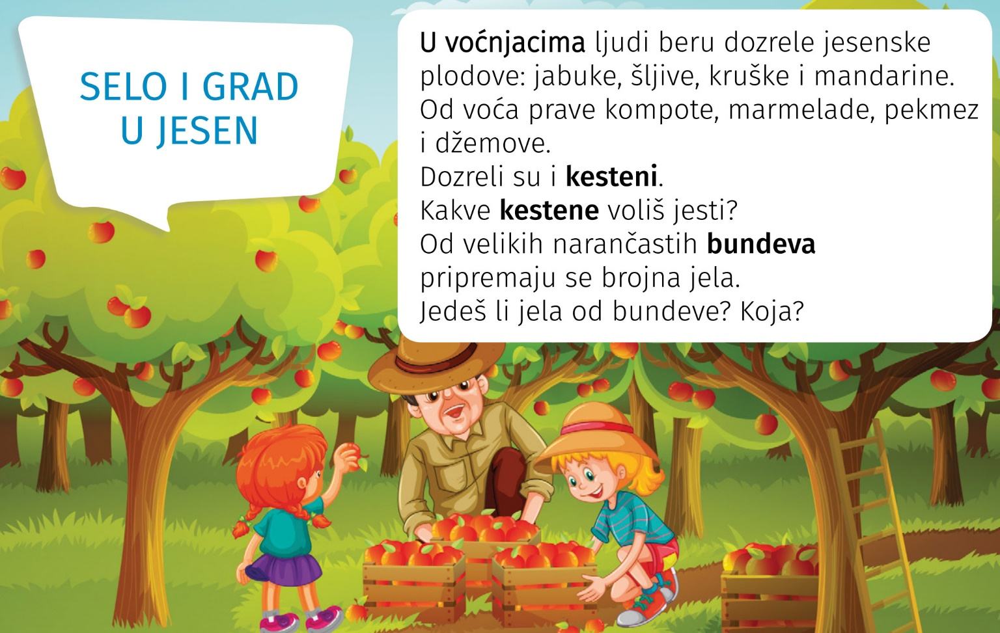 SELO I GRAD
U JESEN
U voćnjacima ljudi beru dozrele jesenske
plodove: jabuke, šljive, kruške i mandarine.
Od voća prave kompote, marmelade, pekmez
i džemove.
Dozreli su i kesteni.
Kakve kestene voliš jesti?
Od velikih narančastih bundeva
pripremaju se brojna jela.
Jedeš li jela od bundeve? Koja?